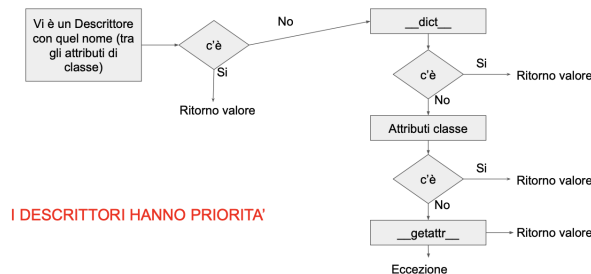 Vi è un Descrittore
con quel nome (tra
gli attributi di
classe)
c'è
No
Si
Ritorno valore
__dict__
c'è
Si
Ritorno valore
No
Attributi classe
c'è
Si
Ritorno valore
No
__getattr__
Ritorno valore
Eccezione
I DESCRITTORI HANNO PRIORITA'